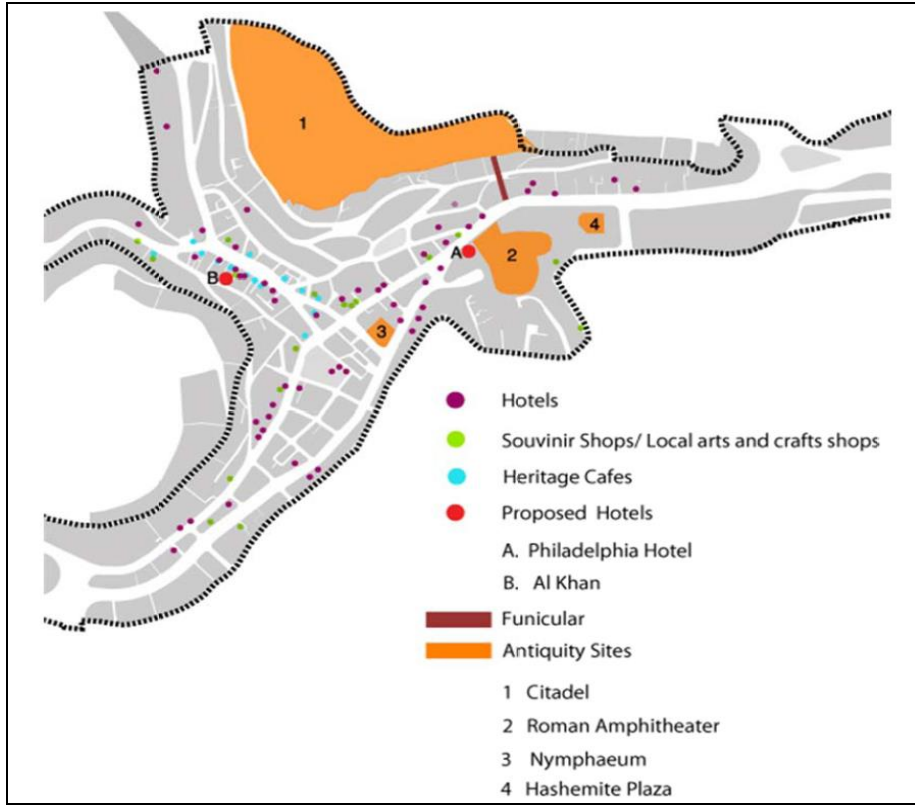 1
4
A
2
B
3
Hotels
Souvinir Shops/ Local arts and crafts shops
Heritage Cafes
Proposed Hotels
A. Philadelphia Hotel
B. Al Khan
Funicular
Antiquity Sites
1 Citadel
2 Roman Amphitheater
3 Nymphaeum
4 Hashemite Plaza